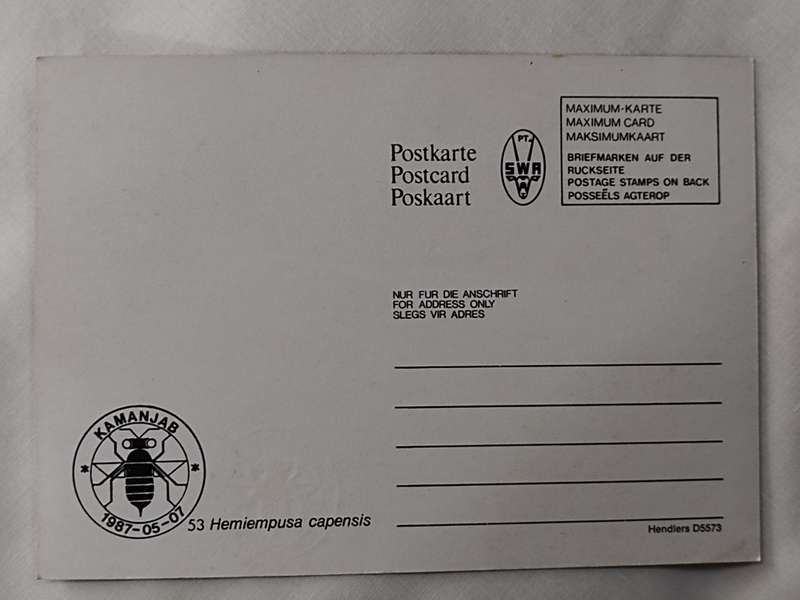 Postkarte
Postcard
Poskaart
PT.
SWA
MAXIMUM-KARTE
MAXIMUM CARD
MAKSIMUMKAART
BRIEFMARKEN AUF DER
RUCKSEITE
POSTAGE STAMPS ON BACK
POSSEËLS AGTEROP
NUR FUR DIE ANSCHRIFT
FOR ADDRESS ONLY
SLEGS VIR ADRES
KAMANJAB
* *
1987-05-07
53 Hemiempusa capensis
Hendlers D5573